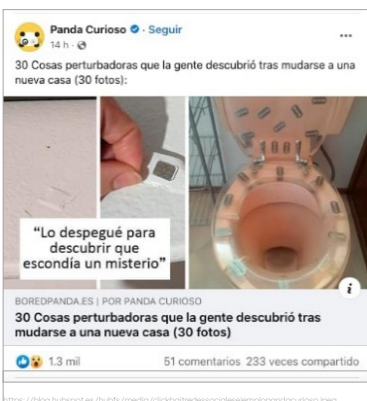 Panda Curioso · Seguir
14 h ·
30 Cosas perturbadoras que la gente descubrió tras mudarse a una
nueva casa (30 fotos):
“Lo despegué para
descubrir que
escondía un misterio”
i
BOREDPANDA.ES | POR PANDA CURIOSO
30 Cosas perturbadoras que la gente descubrió tras
mudarse a una nueva casa (30 fotos)
1.3 mil 51 comentarios 233 veces compartido